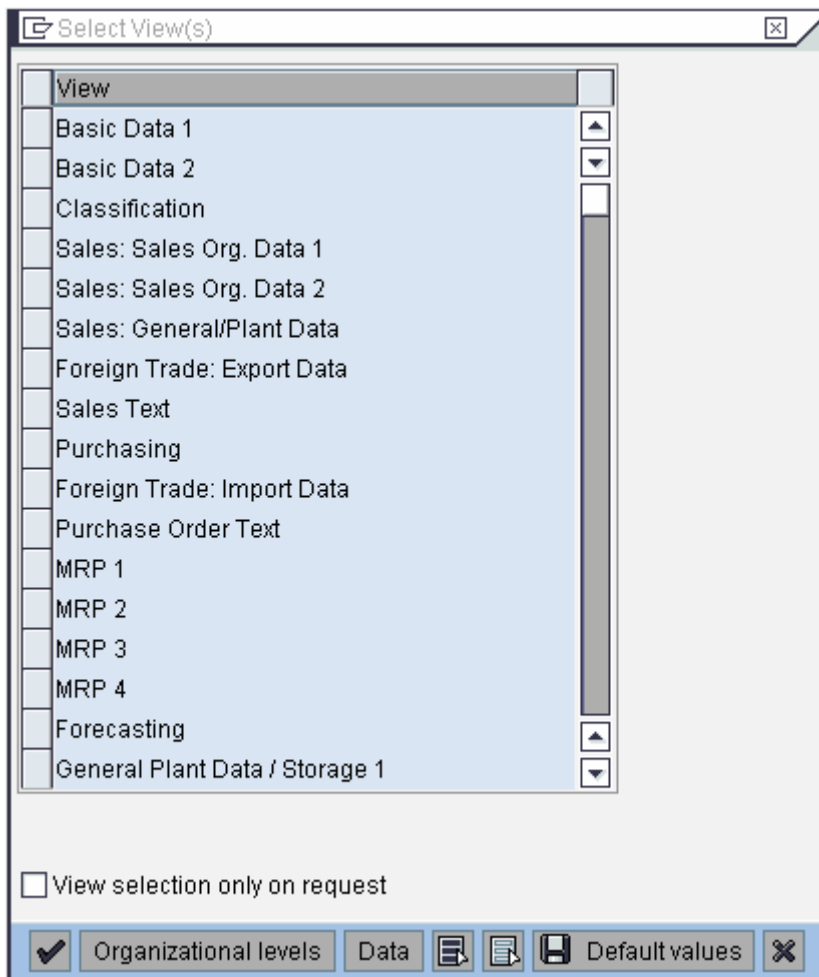 Select View(s)
View
Basic Data 1
Basic Data 2
Classification
Sales: Sales Org. Data 1
Sales: Sales Org. Data 2
Sales: General/Plant Data
Foreign Trade: Export Data
Sales Text
Purchasing
Foreign Trade: Import Data
Purchase Order Text
MRP 1
MRP 2
MRP 3
MRP 4
Forecasting
General Plant Data / Storage 1
View selection only on request
Organizational levels Data Default values